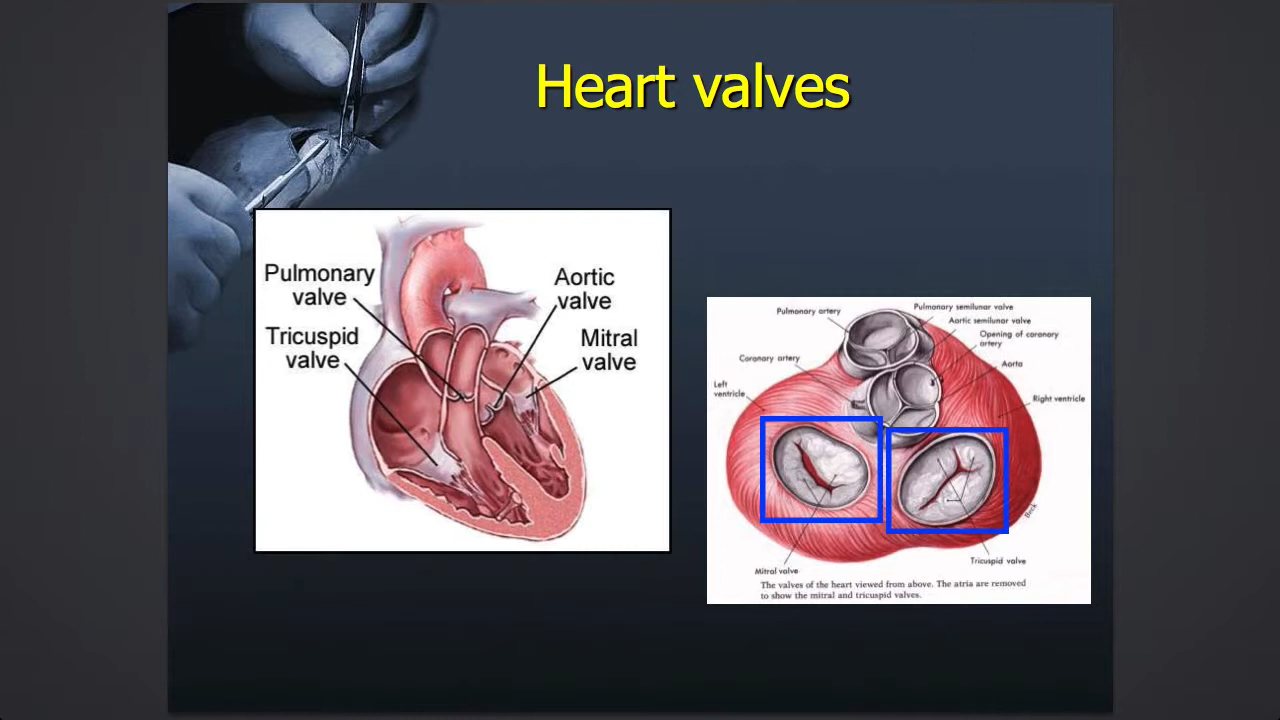 Heart valves
Pulmonary
valve
Aortic
valve
Tricuspid
valve
Mitral
valve
Pulmonary artery
Pulmonary semilunar valve
Aortic semilunar valve
Opening of coronary
artery
Coronary artery
Aorta
Left
ventricle
Right ventricle
Beck
Tricuspid valve
Mitral valve
The valves of the heart viewed from above. The atria are removed
to show the mitral and tricuspid valves.